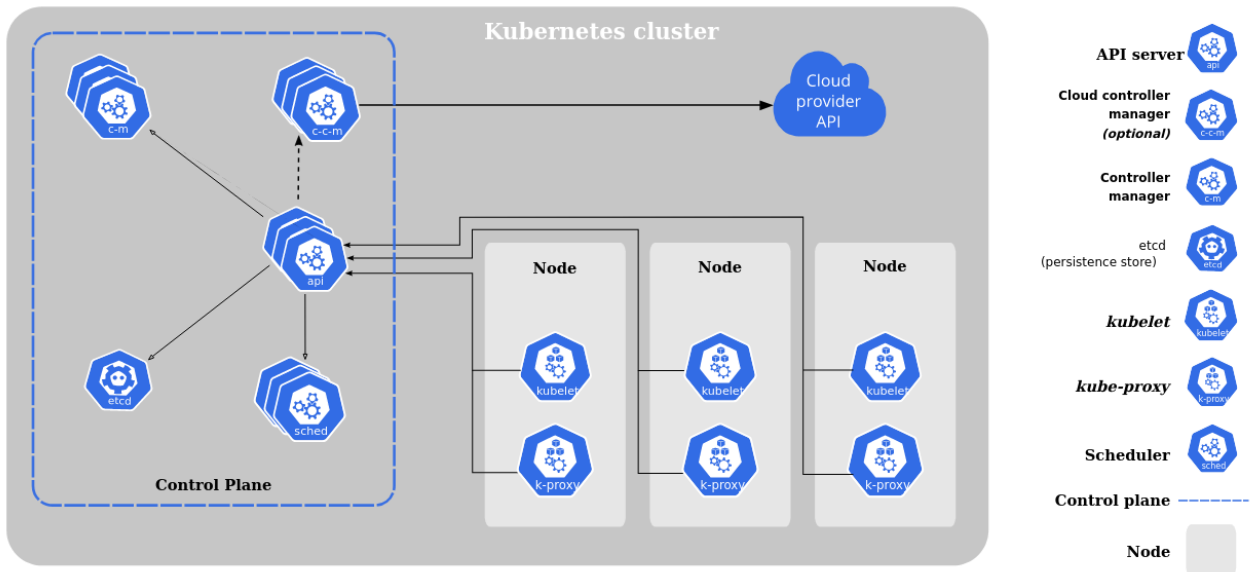 Kubernetes cluster
c-m
c-c-m
Cloud
provider
API
api
etcd
sched
Control Plane
Node
kubelet
k-proxy
Node
kubelet
k-proxy
Node
kubelet
k-proxy
API server
api
Cloud controller
manager
(optional)
c-c-m
Controller
manager
c-m
etcd
(persistence store)
etcd
kubelet
kubelet
kube-proxy
k-proxy
Scheduler
sched
Control plane
Node